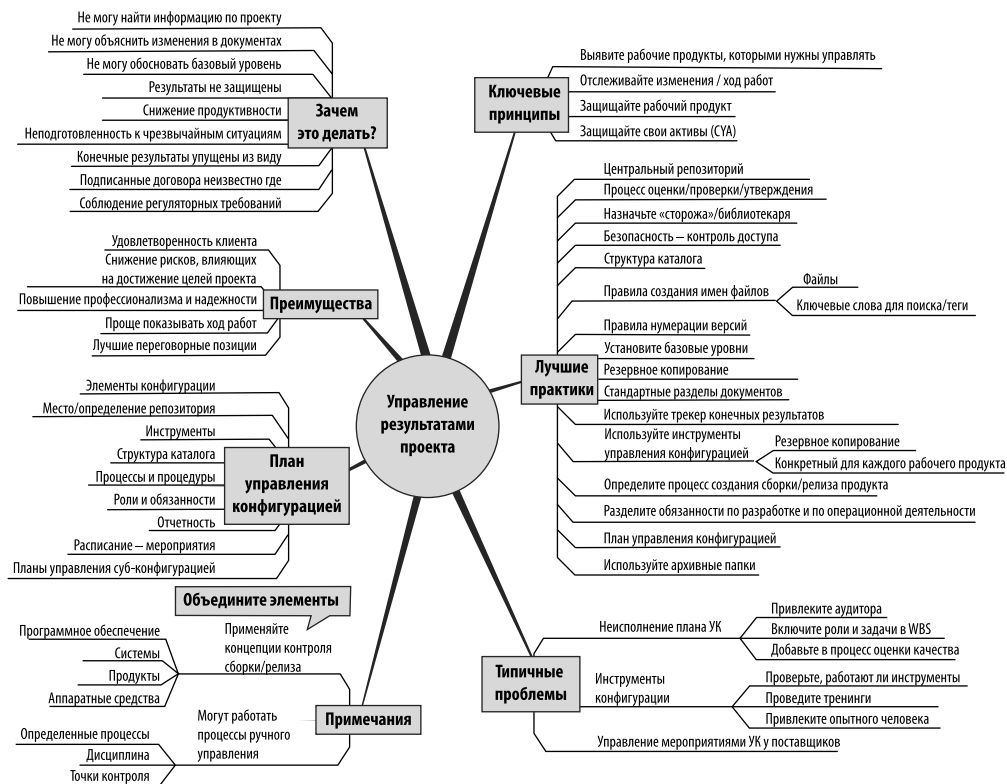 Не могу найти информацию по проекту
Не могу объяснить изменения в документах
Не могу обосновать базовый уровень
Результаты не защищены
Снижение продуктивности
Неподготовленность к чрезвычайным ситуациям
Конечные результаты упущены из виду
Подписанные договора неизвестно где
Соблюдение регуляторных требований
Зачем
это делать?
Удовлетворенность клиента
Снижение рисков, влияющих
на достижение целей проекта
Повышение профессионализма и надежности
Проще показывать ход работ
Лучшие переговорные позиции
Преимущества
Элементы конфигурации
Место/определение репозитория
Инструменты
Структура каталога
Процессы и процедуры
Роли и обязанности
Отчетность
Расписание – мероприятия
Планы управления суб-конфигурацией
План
управления
конфигурацией
Объедините элементы
Программное обеспечение
Системы
Продукты
Аппаратные средства
Применяйте
концепции контроля
сборки/релиза
Определенные процессы
Дисциплина
Точки контроля
Могут работать
процессы ручного
управления
Примечания
Управление
результатами
проекта
Ключевые
принципы
Выявите рабочие продукты, которыми нужны управлять
Отслеживайте изменения / ход работ
Защищайте рабочий продукт
Защищайте свои активы (CYA)
Лучшие
практики
Центральный репозиторий
Процесс оценки/проверки/утверждения
Назначьте «сторожа»/библиотекаря
Безопасность – контроль доступа
Структура каталога
Правила создания имен файлов
Файлы
Ключевые слова для поиска/теги
Правила нумерации версий
Установите базовые уровни
Резервное копирование
Стандартные разделы документов
Используйте трекер конечных результатов
Используйте инструменты
управления конфигурацией
Резервное копирование
Конкретный для каждого рабочего продукта
Определите процесс создания сборки/релиза продукта
Разделите обязанности по разработке и по операционной деятельности
План управления конфигурацией
Используйте архивные папки
Типичные
проблемы
Неисполнение плана УК
Привлеките аудитора
Включите роли и задачи в WBS
Добавьте в процесс оценки качества
Инструменты
конфигурации
Проверьте, работают ли инструменты
Проведите тренинги
Привлеките опытного человека
Управление мероприятиями УК у поставщиков